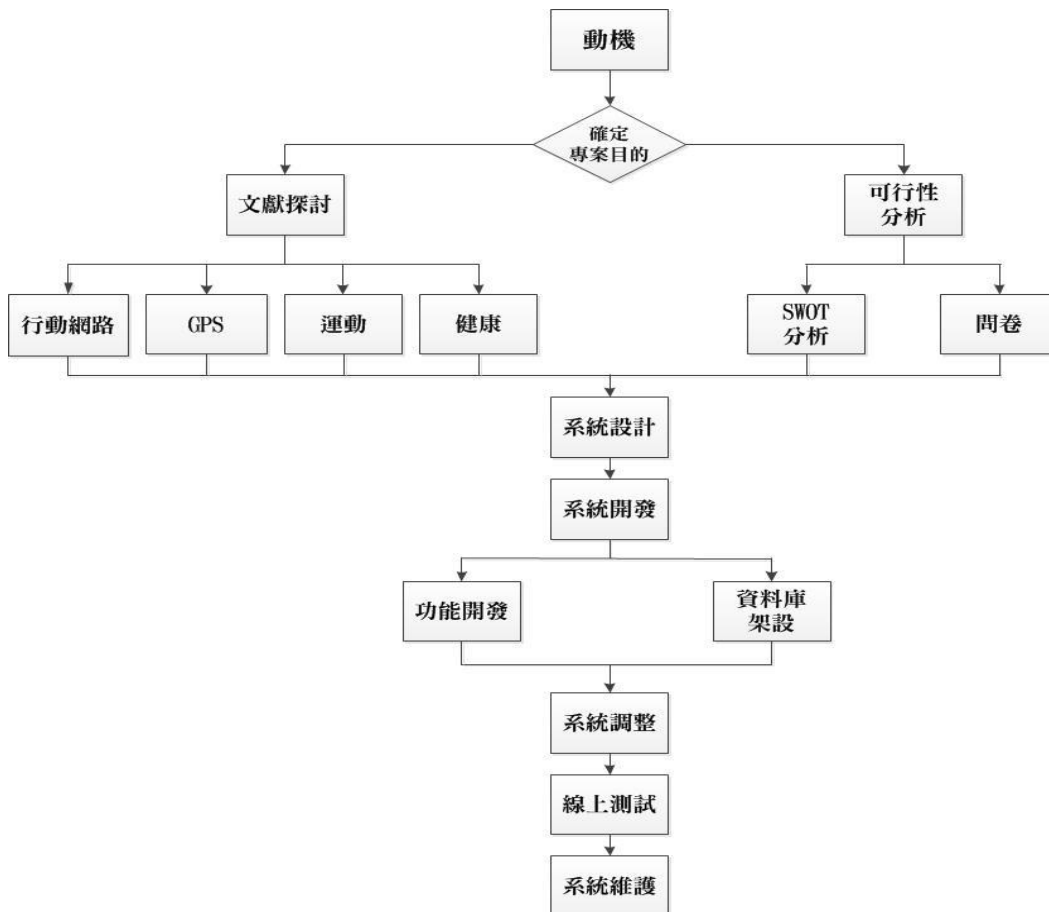 動機
確定
專案目的
文獻探討
可行性
分析
行動網路
GPS
運動
健康
SWOT
分析
問卷
系統設計
系統開發
功能開發
資料庫
架設
系統調整
線上測試
系統維護